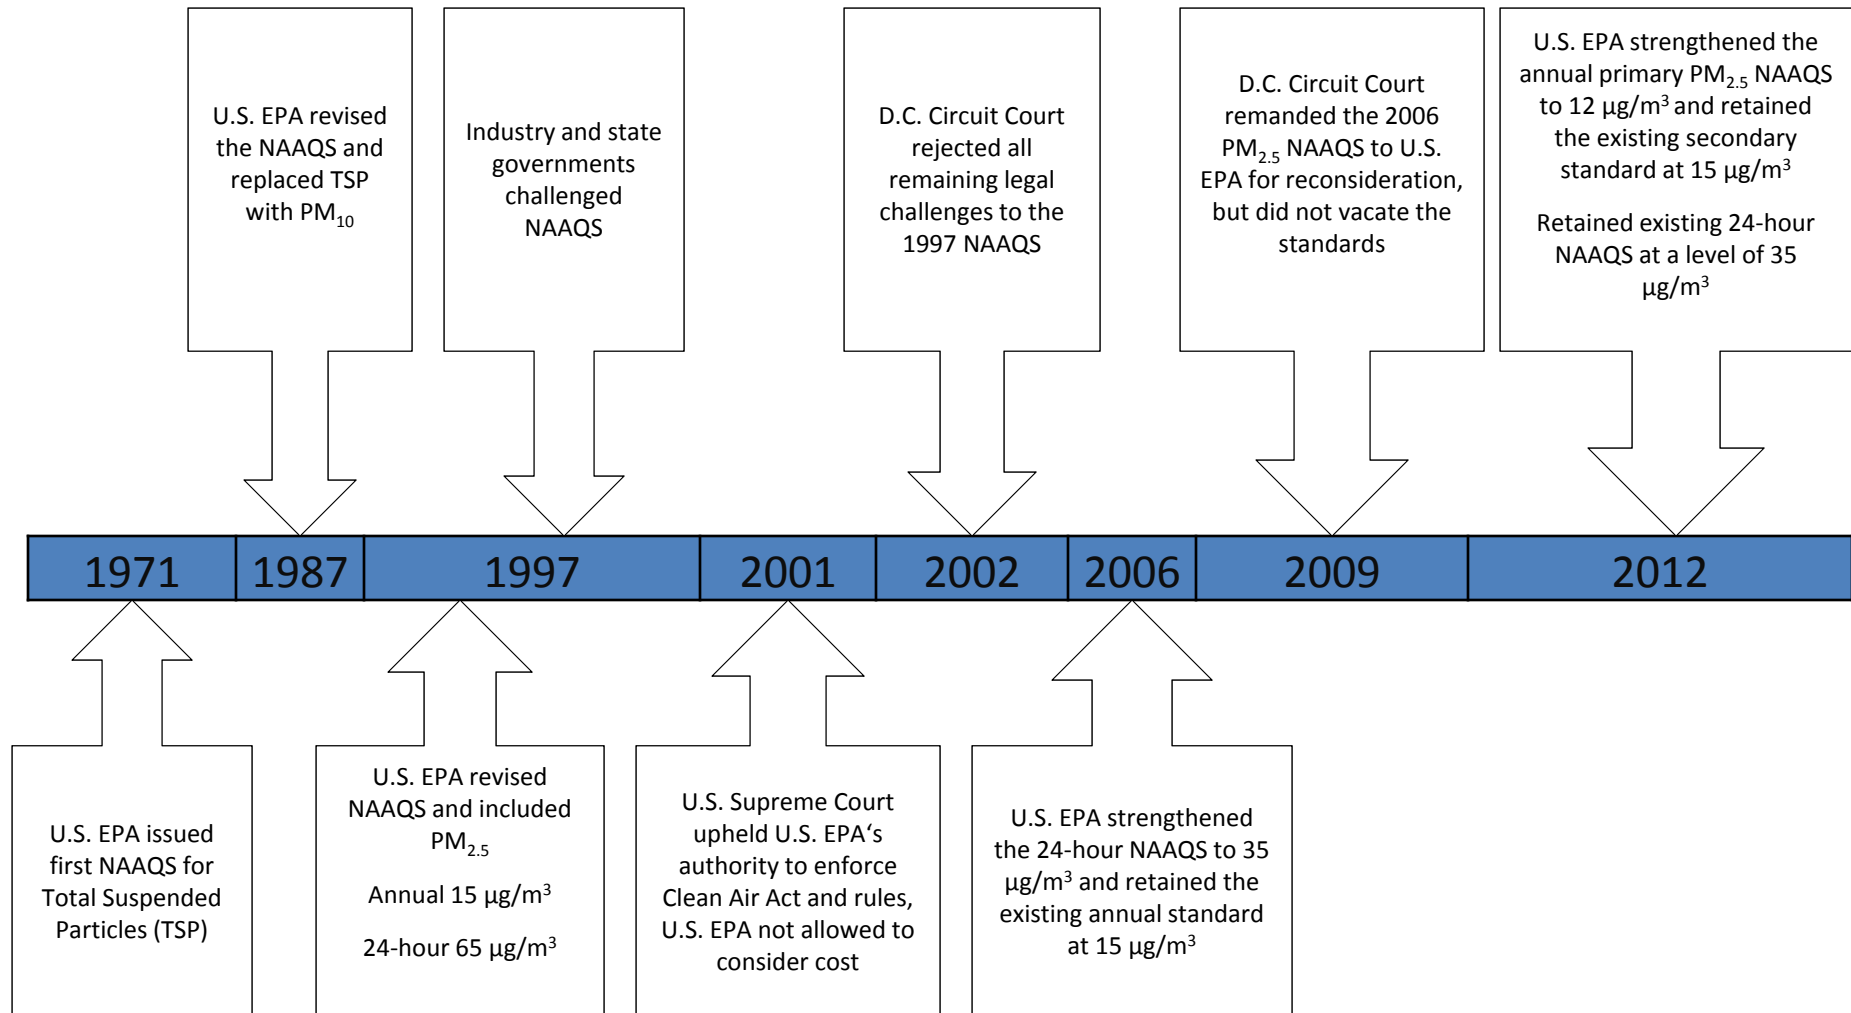 U.S. EPA revised
the NAAQS and
replaced TSP
with PM₁₀
Industry and state
governments
challenged
NAAQS
D.C. Circuit Court
rejected all
remaining legal
challenges to the
1997 NAAQS
D.C. Circuit Court
remanded the 2006
PM₂.₅ NAAQS to U.S.
EPA for reconsideration,
but did not vacate the
standards
U.S. EPA strengthened the
annual primary PM₂.₅ NAAQS
to 12 µg/m³ and retained
the existing secondary
standard at 15 µg/m³
Retained existing 24-hour
NAAQS at a level of 35
µg/m³
1971 1987 1997 2001 2002 2006 2009 2012
U.S. EPA issued
first NAAQS for
Total Suspended
Particles (TSP)
U.S. EPA revised
NAAQS and included
PM₂.₅
Annual 15 µg/m³
24-hour 65 µg/m³
U.S. Supreme Court
upheld U.S. EPA‘s
authority to enforce
Clean Air Act and rules,
U.S. EPA not allowed to
consider cost
U.S. EPA strengthened
the 24-hour NAAQS to 35
µg/m³ and retained the
existing annual standard
at 15 µg/m³